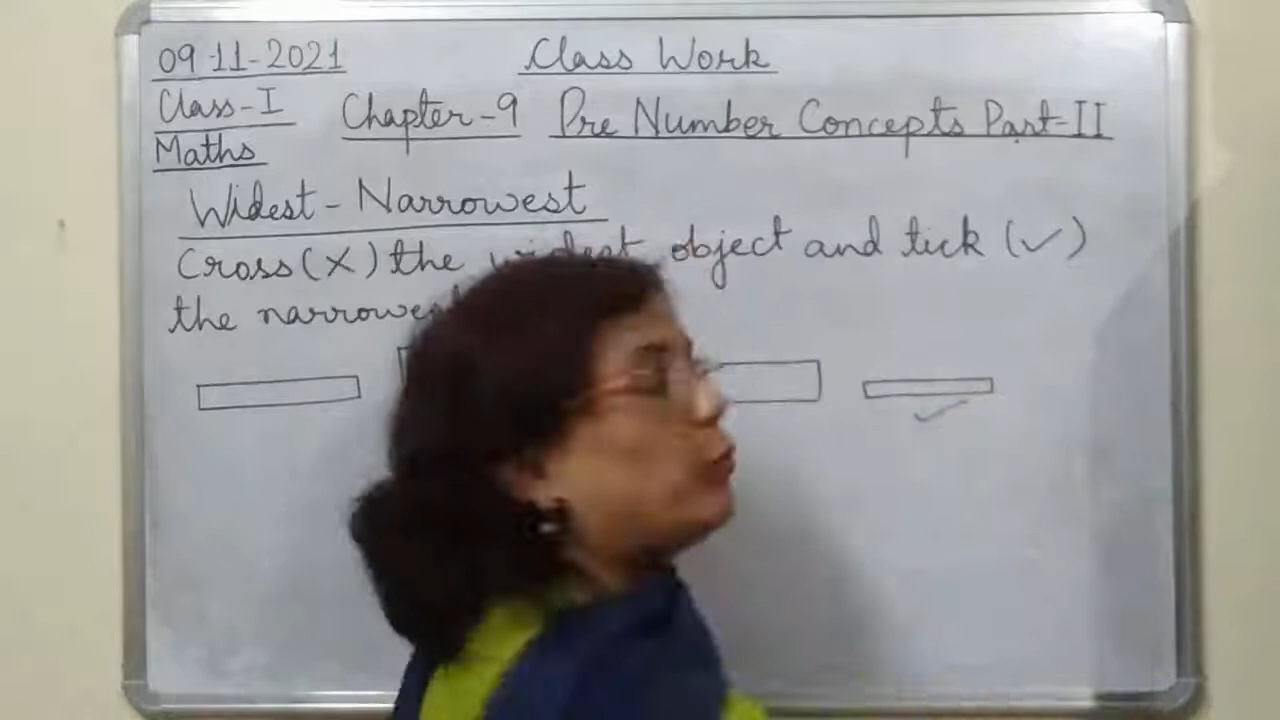 09-11-2021 Class Work
Class-I Chapter-9 Pre Number Concepts Part-II
Maths
Widest - Narrowest
Cross (X) the widest object and tick (✓)
the